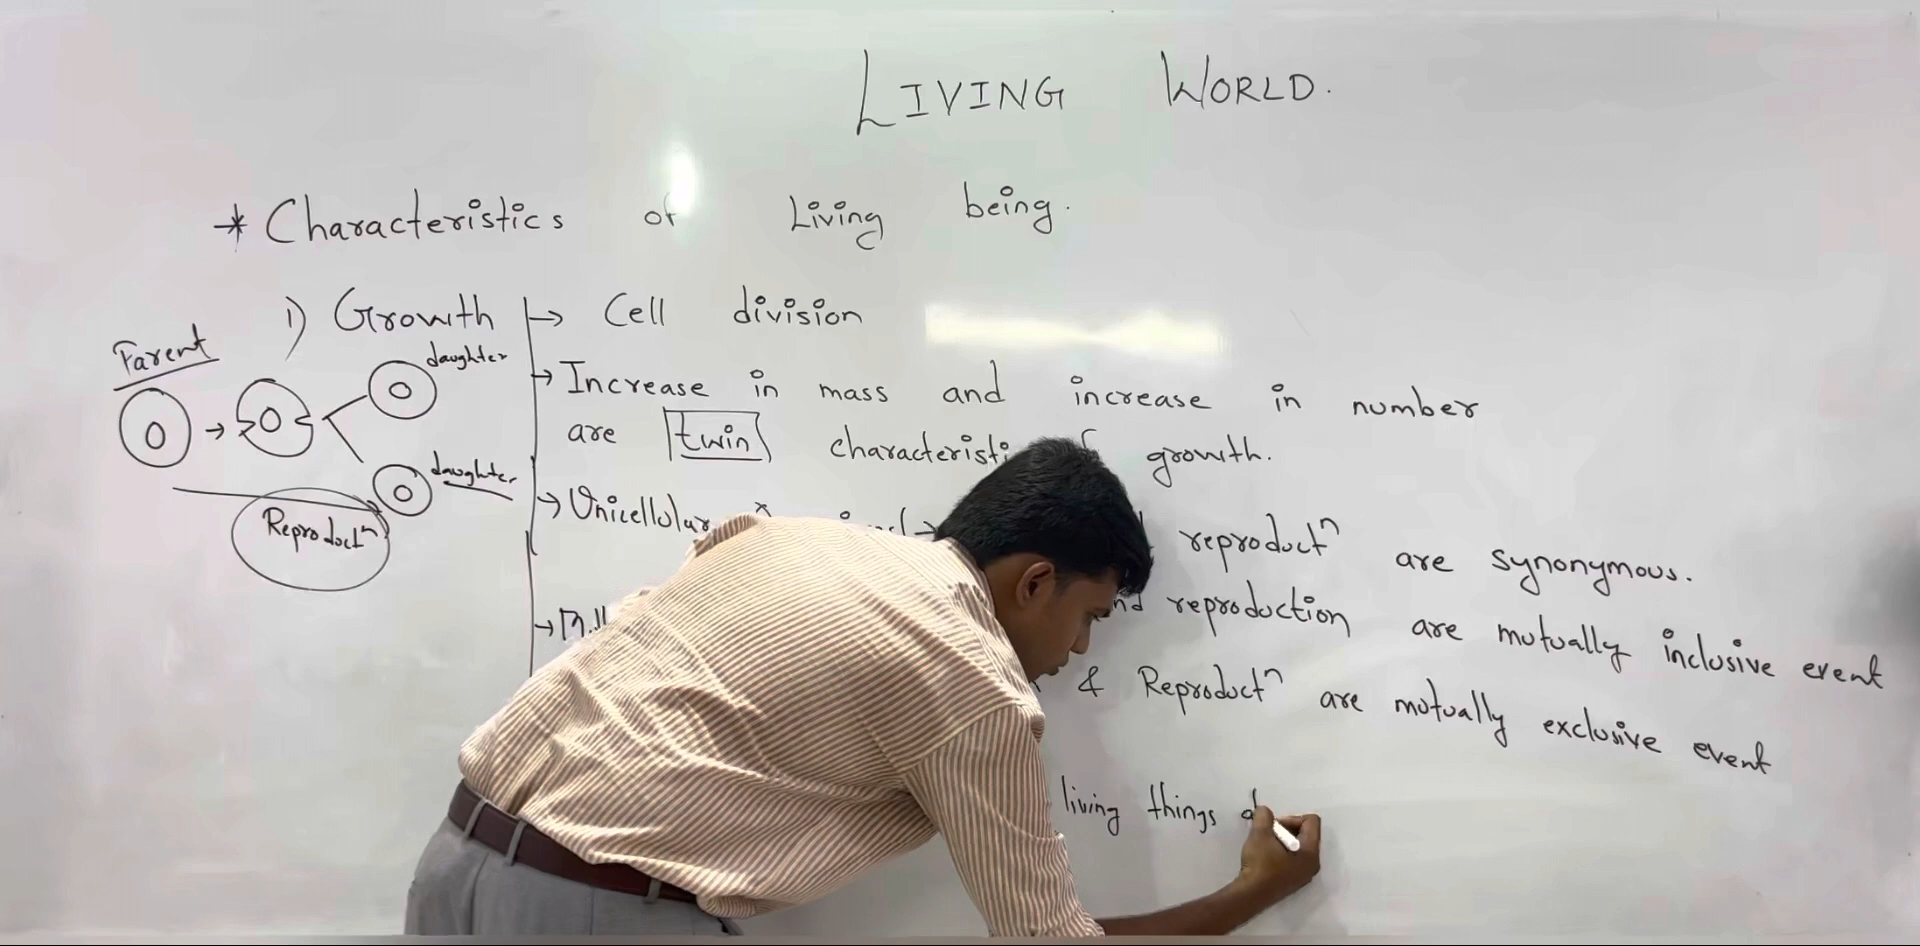 LIVING WORLD.
* Characteristics of Living being.
1) Growth → Cell division
→ Increase in mass and increase in number
are twin growth.
→ Unicellular reproductⁿ are synonymous.
reproduction are mutually inclusive event
& Reproductⁿ are mutually exclusive event
living things
Parent
daughter
daughter
Reproductⁿ